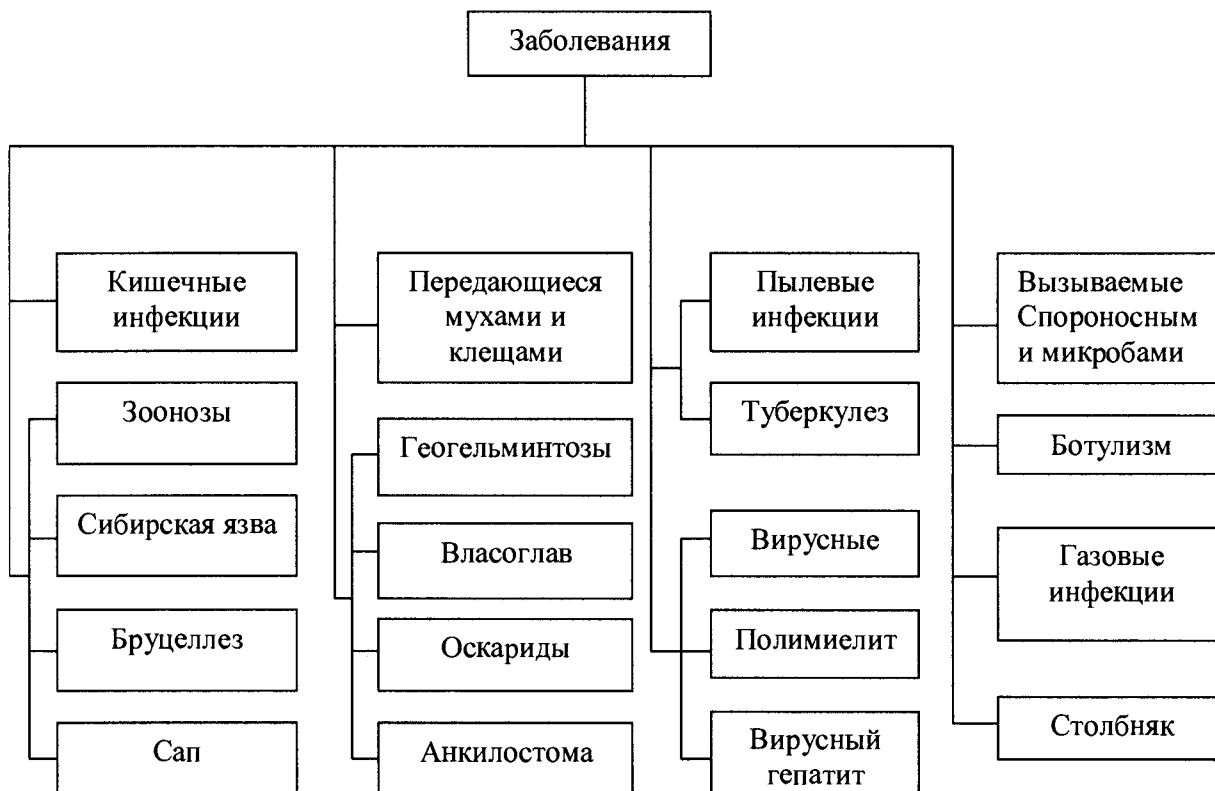 Заболевания
Кишечные
инфекции
Зоонозы
Сибирская язва
Бруцеллез
Сап
Передающиеся
мухами и
клещами
Геогельминтозы
Власоглав
Оскариды
Анкилостома
Пылевые
инфекции
Туберкулез
Вирусные
Полимиелит
Вирусный
гепатит
Вызываемые
Спороносным
и микробами
Ботулизм
Газовые
инфекции
Столбняк